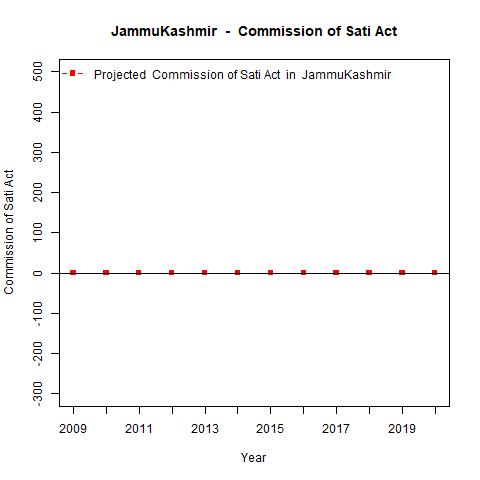 JammuKashmir - Commission of Sati Act
Projected Commission of Sati Act in JammuKashmir
Commission of Sati Act
500
400
300
200
100
0
-100
-200
-300
2009 2011 2013 2015 2017 2019
Year